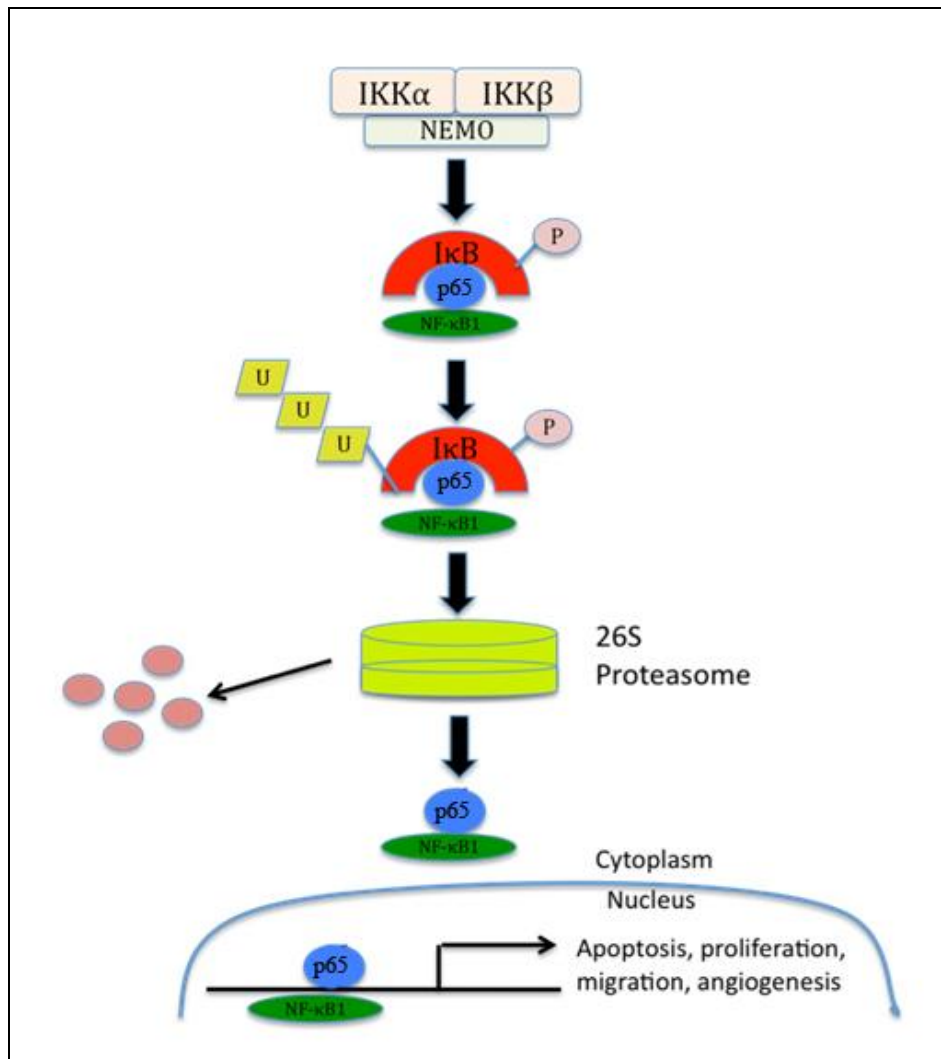 IKKα IKKβ
NEMO
P
IκB
p65
NF-κB1
U
U
U
P
IκB
p65
NF-κB1
26S
Proteasome
p65
NF-κB1
Cytoplasm
Nucleus
p65
NF-κB1
Apoptosis, proliferation,
migration, angiogenesis